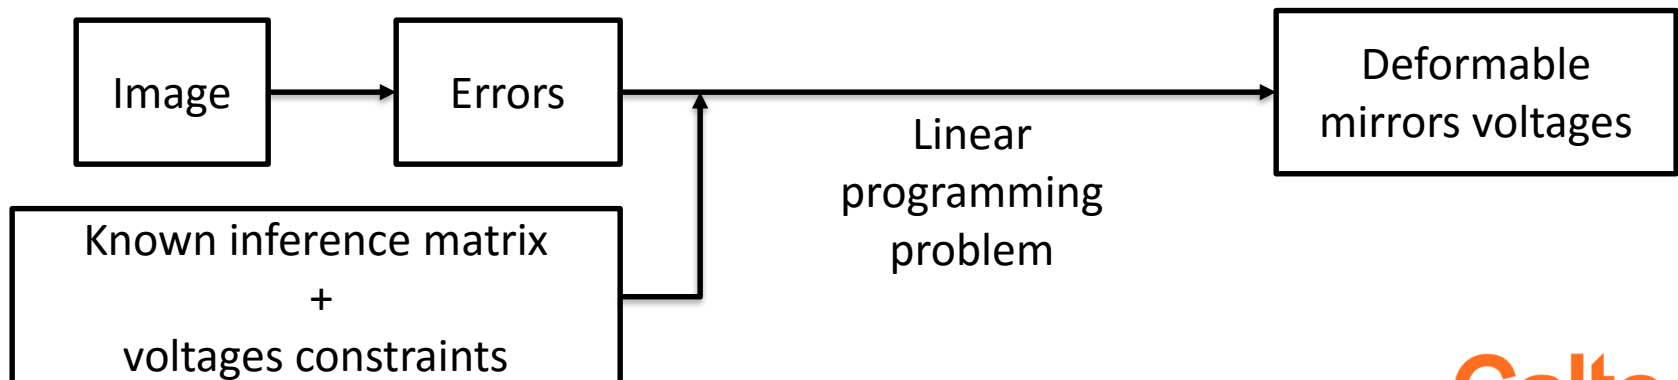 Image
Errors
Deformable
mirrors voltages
Linear
programming
problem
Known inference matrix
+
voltages constraints